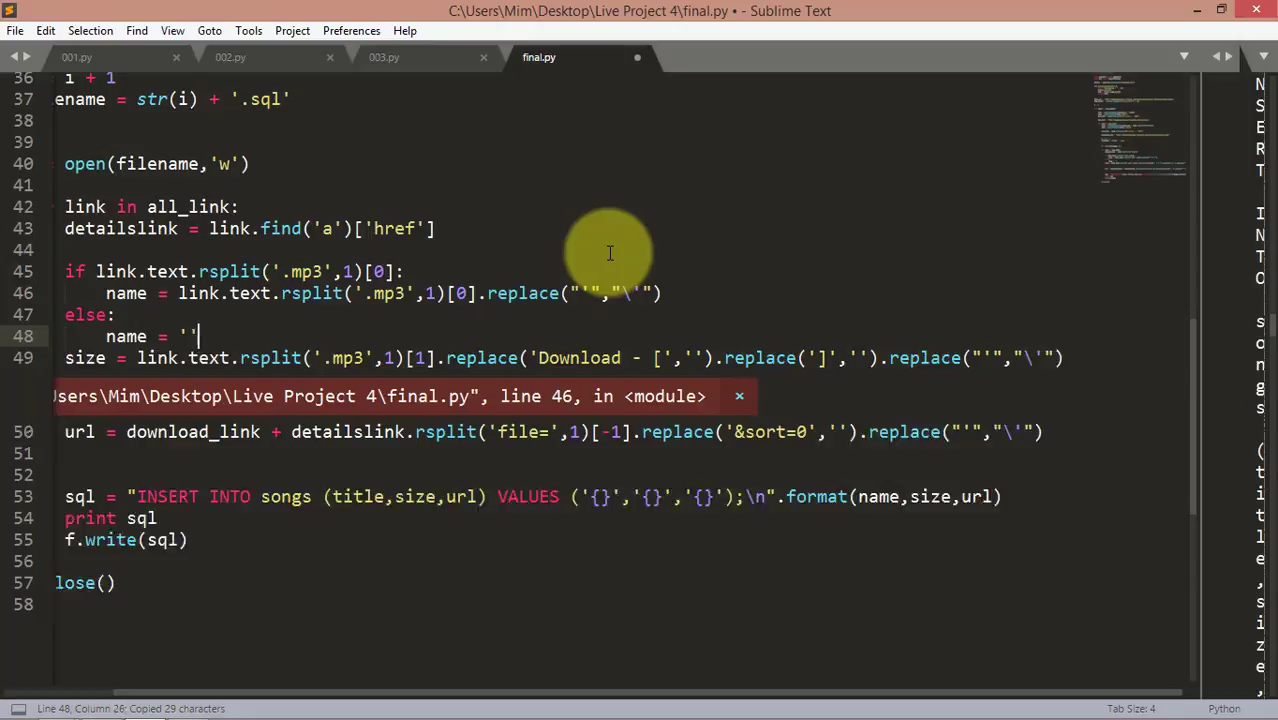 C:\Users\Mim\Desktop\Live Project 4\final.py • - Sublime Text
File Edit Selection Find View Goto Tools Project Preferences Help
001.py 002.py 003.py final.py
36 i + 1
37 ename = str(i) + '.sql'
38
39
40 open(filename,'w')
41
42 link in all_link:
43 detailslink = link.find('a')['href']
44
45 if link.text.rsplit('.mp3',1)[0]:
46 name = link.text.rsplit('.mp3',1)[0].replace("'","\'")
47 else:
48 name = ''
49 size = link.text.rsplit('.mp3',1)[1].replace('Download - [','').replace(']','').replace("'","\'")
Users\Mim\Desktop\Live Project 4\final.py", line 46, in <module> ×
50 url = download_link + detailslink.rsplit('file=',1)[-1].replace('&sort=0','').replace("'","\'")
51
52
53 sql = "INSERT INTO songs (title,size,url) VALUES ('{}','{}','{}');\n".format(name,size,url)
54 print sql
55 f.write(sql)
56
57 lose()
58
N
S
E
R
T
I
N
T
O
s
o
n
g
s
(
t
i
t
l
e
,
s
i
z
e
,
Line 48, Column 26; Copied 29 characters Tab Size: 4 Python